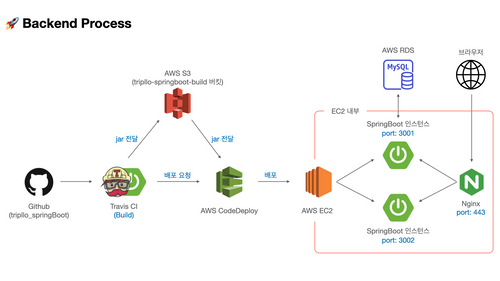 🚀 Backend Process
AWS S3
(tripllo-springboot-build 버킷)
AWS RDS
MySQL
브라우저
EC2 내부
SpringBoot 인스턴스
port: 3001
jar 전달
jar 전달
배포 요청
배포
Github
(tripllo_springBoot)
Travis CI
(Build)
AWS CodeDeploy
AWS EC2
Nginx
port: 443
SpringBoot 인스턴스
port: 3002